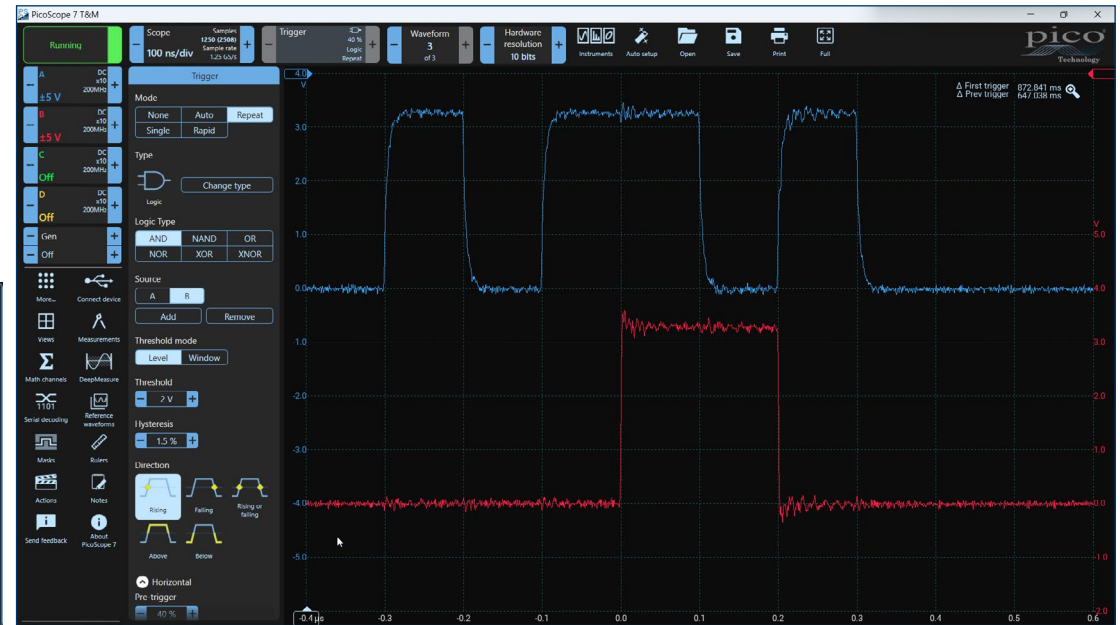 PicoScope 7 T&M
Running
Scope
100 ns/div
Samples
1250 (2508)
Sample rate
1.25 GS/s
Trigger
40 %
Logic
Repeat
Waveform
3
of 3
Hardware
resolution
10 bits
Instruments
Auto setup
Open
Save
Print
Full
pico
Technology
A
DC
x10
200MHz
±5 V
B
DC
x10
200MHz
±5 V
C
DC
x10
200MHz
Off
D
DC
x10
200MHz
Off
Gen
Off
More...
Connect device
Views
Measurements
Math channels
DeepMeasure
1101
Serial decoding
Reference
waveforms
Masks
Rulers
Actions
Notes
Send feedback
About
PicoScope 7
Trigger
Mode
None
Auto
Repeat
Single
Rapid
Type
Logic
Change type
Logic Type
AND
NAND
OR
NOR
XOR
XNOR
Source
A
B
Add
Remove
Threshold mode
Level
Window
Threshold
2 V
Hysteresis
1.5 %
Direction
Rising
Falling
Rising or
falling
Above
Below
Horizontal
Pre-trigger
40 %
4.0
V
3.0
2.0
1.0
0.0
-1.0
-2.0
-3.0
-4.0
-5.0
Δ First trigger 872.841 ms
Δ Prev trigger 647.038 ms
V
5.0
4.0
3.0
2.0
1.0
0.0
-1.0
-2.0
-0.4 µs
-0.3
-0.2
-0.1
0.0
0.1
0.2
0.3
0.4
0.5
0.6